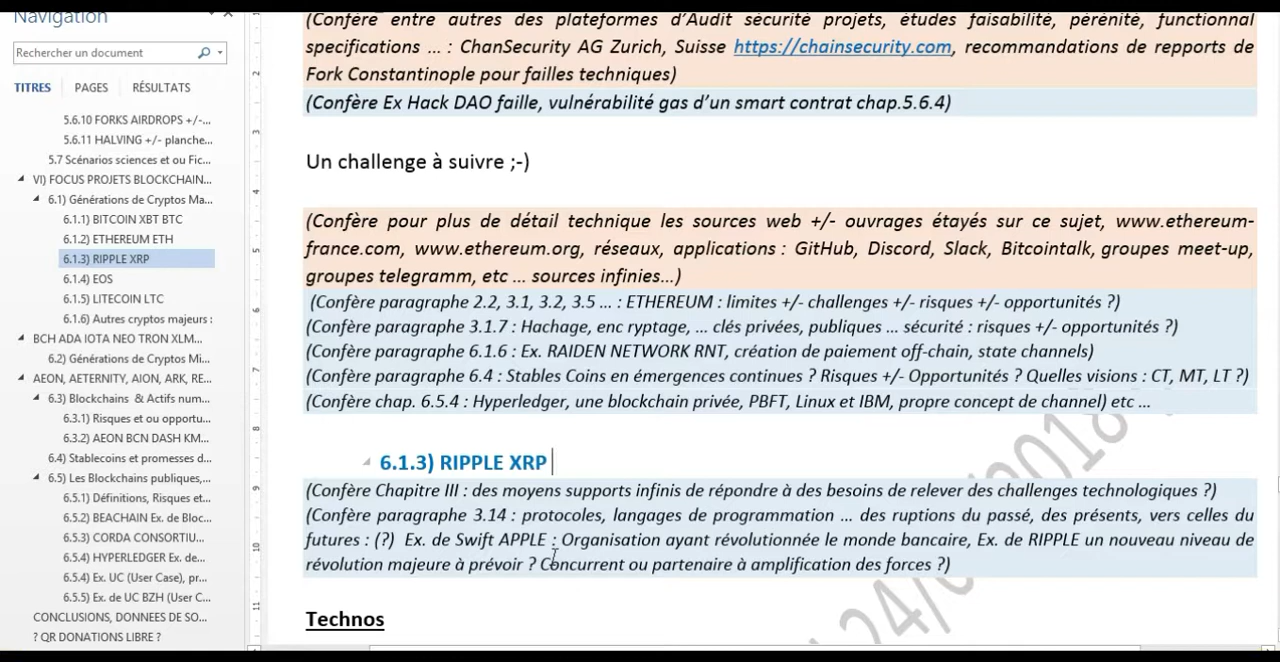 Navigation
Rechercher un document
TITRES PAGES RÉSULTATS
5.6.10 FORKS AIRDROPS +/-...
5.6.11 HALVING +/- planche...
5.7 Scénarios sciences et ou Fic...
VI) FOCUS PROJETS BLOCKCHAIN...
6.1) Générations de Cryptos Ma...
6.1.1) BITCOIN XBT BTC
6.1.2) ETHEREUM ETH
6.1.3) RIPPLE XRP
6.1.4) EOS
6.1.5) LITECOIN LTC
6.1.6) Autres cryptos majeurs :
BCH ADA IOTA NEO TRON XLM...
6.2) Générations de Cryptos Mi...
AEON, AETERNITY, AION, ARK, RE...
6.3) Blockchains & Actifs num...
6.3.1) Risques et ou opportu...
6.3.2) AEON BCN DASH KM...
6.4) Stablecoins et promesses d...
6.5) Les Blockchains publiques,...
6.5.1) Définitions, Risques et...
6.5.2) BEACHAIN Ex. de Bloc...
6.5.3) CORDA CONSORTIU...
6.5.4) HYPERLEDGER Ex. de...
6.5.4) Ex. UC (User Case), pr...
6.5.5) Ex. de UC BZH (User C...
CONCLUSIONS, DONNEES DE SO...
? QR DONATIONS LIBRE ?
(Confère entre autres des plateformes d'Audit sécurité projets, études faisabilité, pérénité, functionnal
specifications ... : ChanSecurity AG Zurich, Suisse https://chainsecurity.com, recommandations de repports de
Fork Constantinople pour failles techniques)
(Confère Ex Hack DAO faille, vulnérabilité gas d'un smart contrat chap.5.6.4)
Un challenge à suivre ;-)
(Confère pour plus de détail technique les sources web +/- ouvrages étayés sur ce sujet, www.ethereum-
france.com, www.ethereum.org, réseaux, applications : GitHub, Discord, Slack, Bitcointalk, groupes meet-up,
groupes telegramm, etc ... sources infinies...)
(Confère paragraphe 2.2, 3.1, 3.2, 3.5 ... : ETHEREUM : limites +/- challenges +/- risques +/- opportunités ?)
(Confère paragraphe 3.1.7 : Hachage, enc ryptage, ... clés privées, publiques ... sécurité : risques +/- opportunités ?)
(Confère paragraphe 6.1.6 : Ex. RAIDEN NETWORK RNT, création de paiement off-chain, state channels)
(Confère paragraphe 6.4 : Stables Coins en émergences continues ? Risques +/- Opportunités ? Quelles visions : CT, MT, LT ?)
(Confère chap. 6.5.4 : Hyperledger, une blockchain privée, PBFT, Linux et IBM, propre concept de channel) etc ...
6.1.3) RIPPLE XRP
(Confère Chapitre III : des moyens supports infinis de répondre à des besoins de relever des challenges technologiques ?)
(Confère paragraphe 3.14 : protocoles, langages de programmation ... des ruptions du passé, des présents, vers celles du
futures : (?) Ex. de Swift APPLE : Organisation ayant révolutionnée le monde bancaire, Ex. de RIPPLE un nouveau niveau de
révolution majeure à prévoir ? Concurrent ou partenaire à amplification des forces ?)
Technos